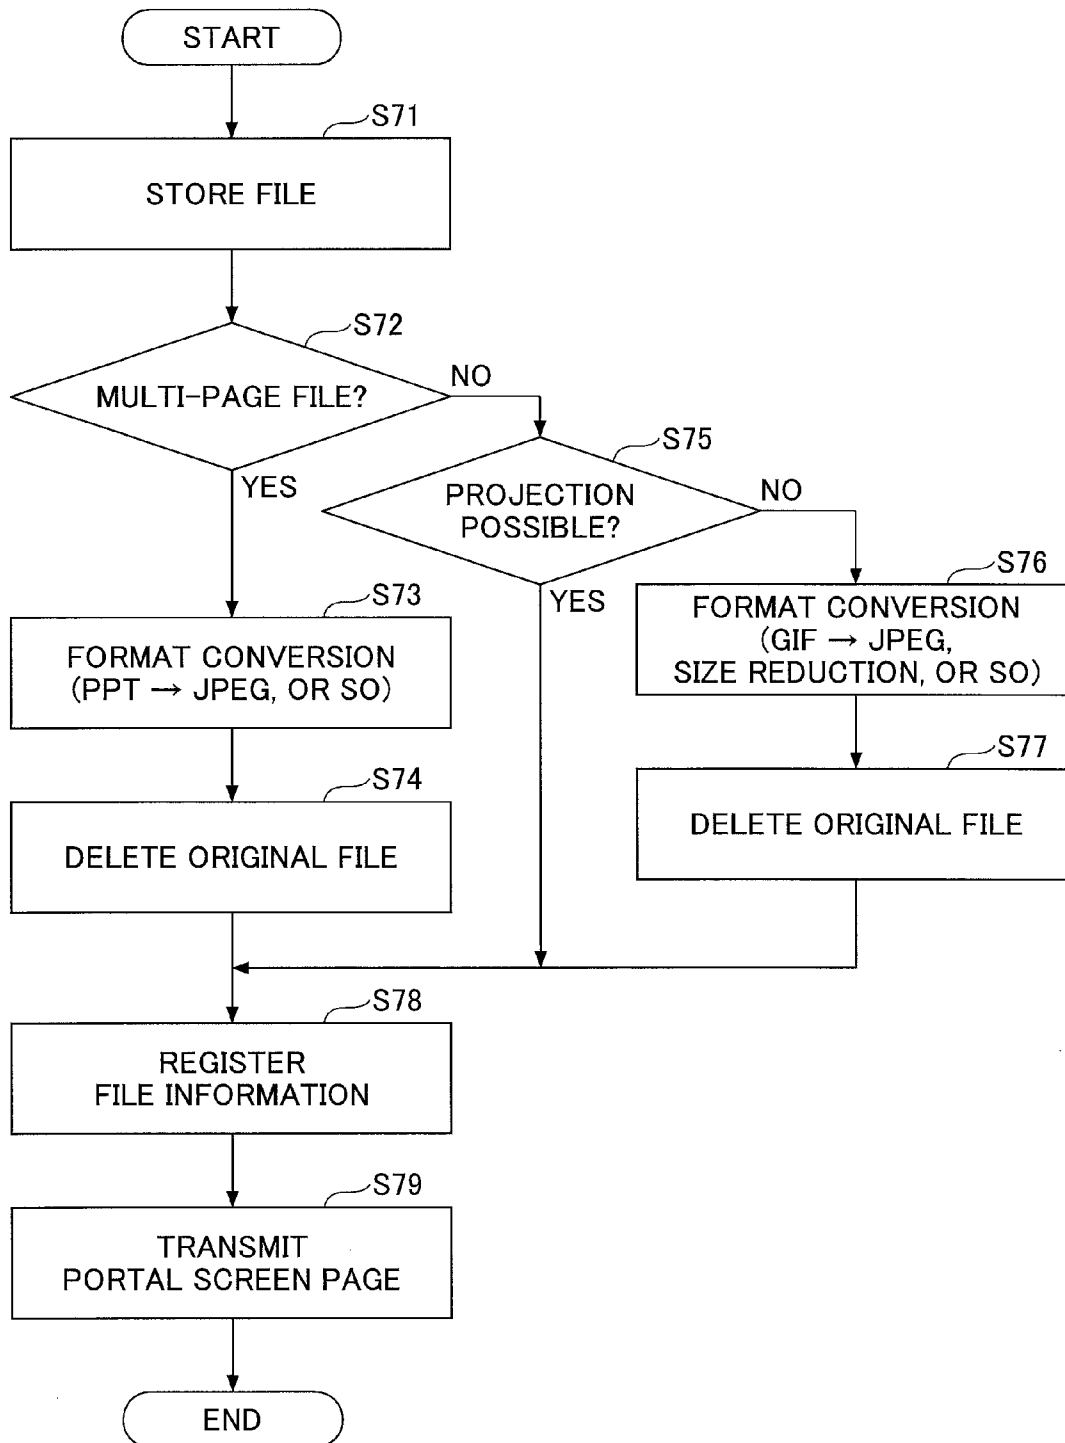 START
S71
STORE FILE
S72
MULTI-PAGE FILE?
NO
YES
S75
PROJECTION
POSSIBLE?
NO
YES
S73
FORMAT CONVERSION
(PPT → JPEG, OR SO)
S76
FORMAT CONVERSION
(GIF → JPEG,
SIZE REDUCTION, OR SO)
S74
DELETE ORIGINAL FILE
S77
DELETE ORIGINAL FILE
S78
REGISTER
FILE INFORMATION
S79
TRANSMIT
PORTAL SCREEN PAGE
END